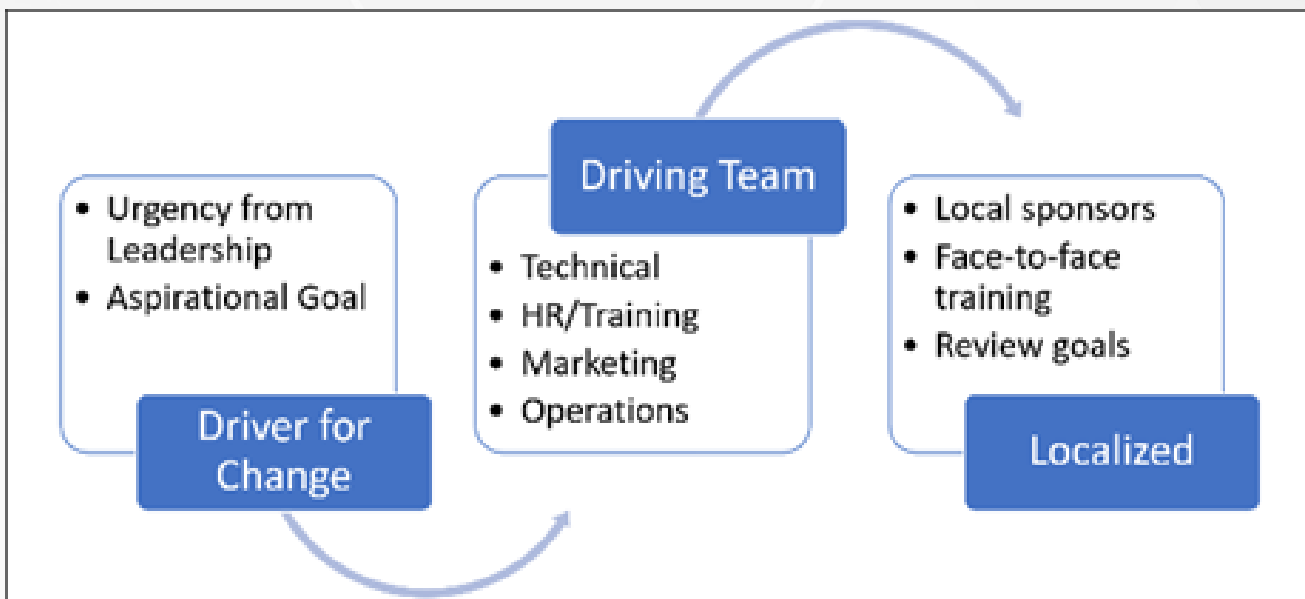 • Urgency from
Leadership
• Aspirational Goal
Driver for
Change
Driving Team
• Technical
• HR/Training
• Marketing
• Operations
• Local sponsors
• Face-to-face
training
• Review goals
Localized